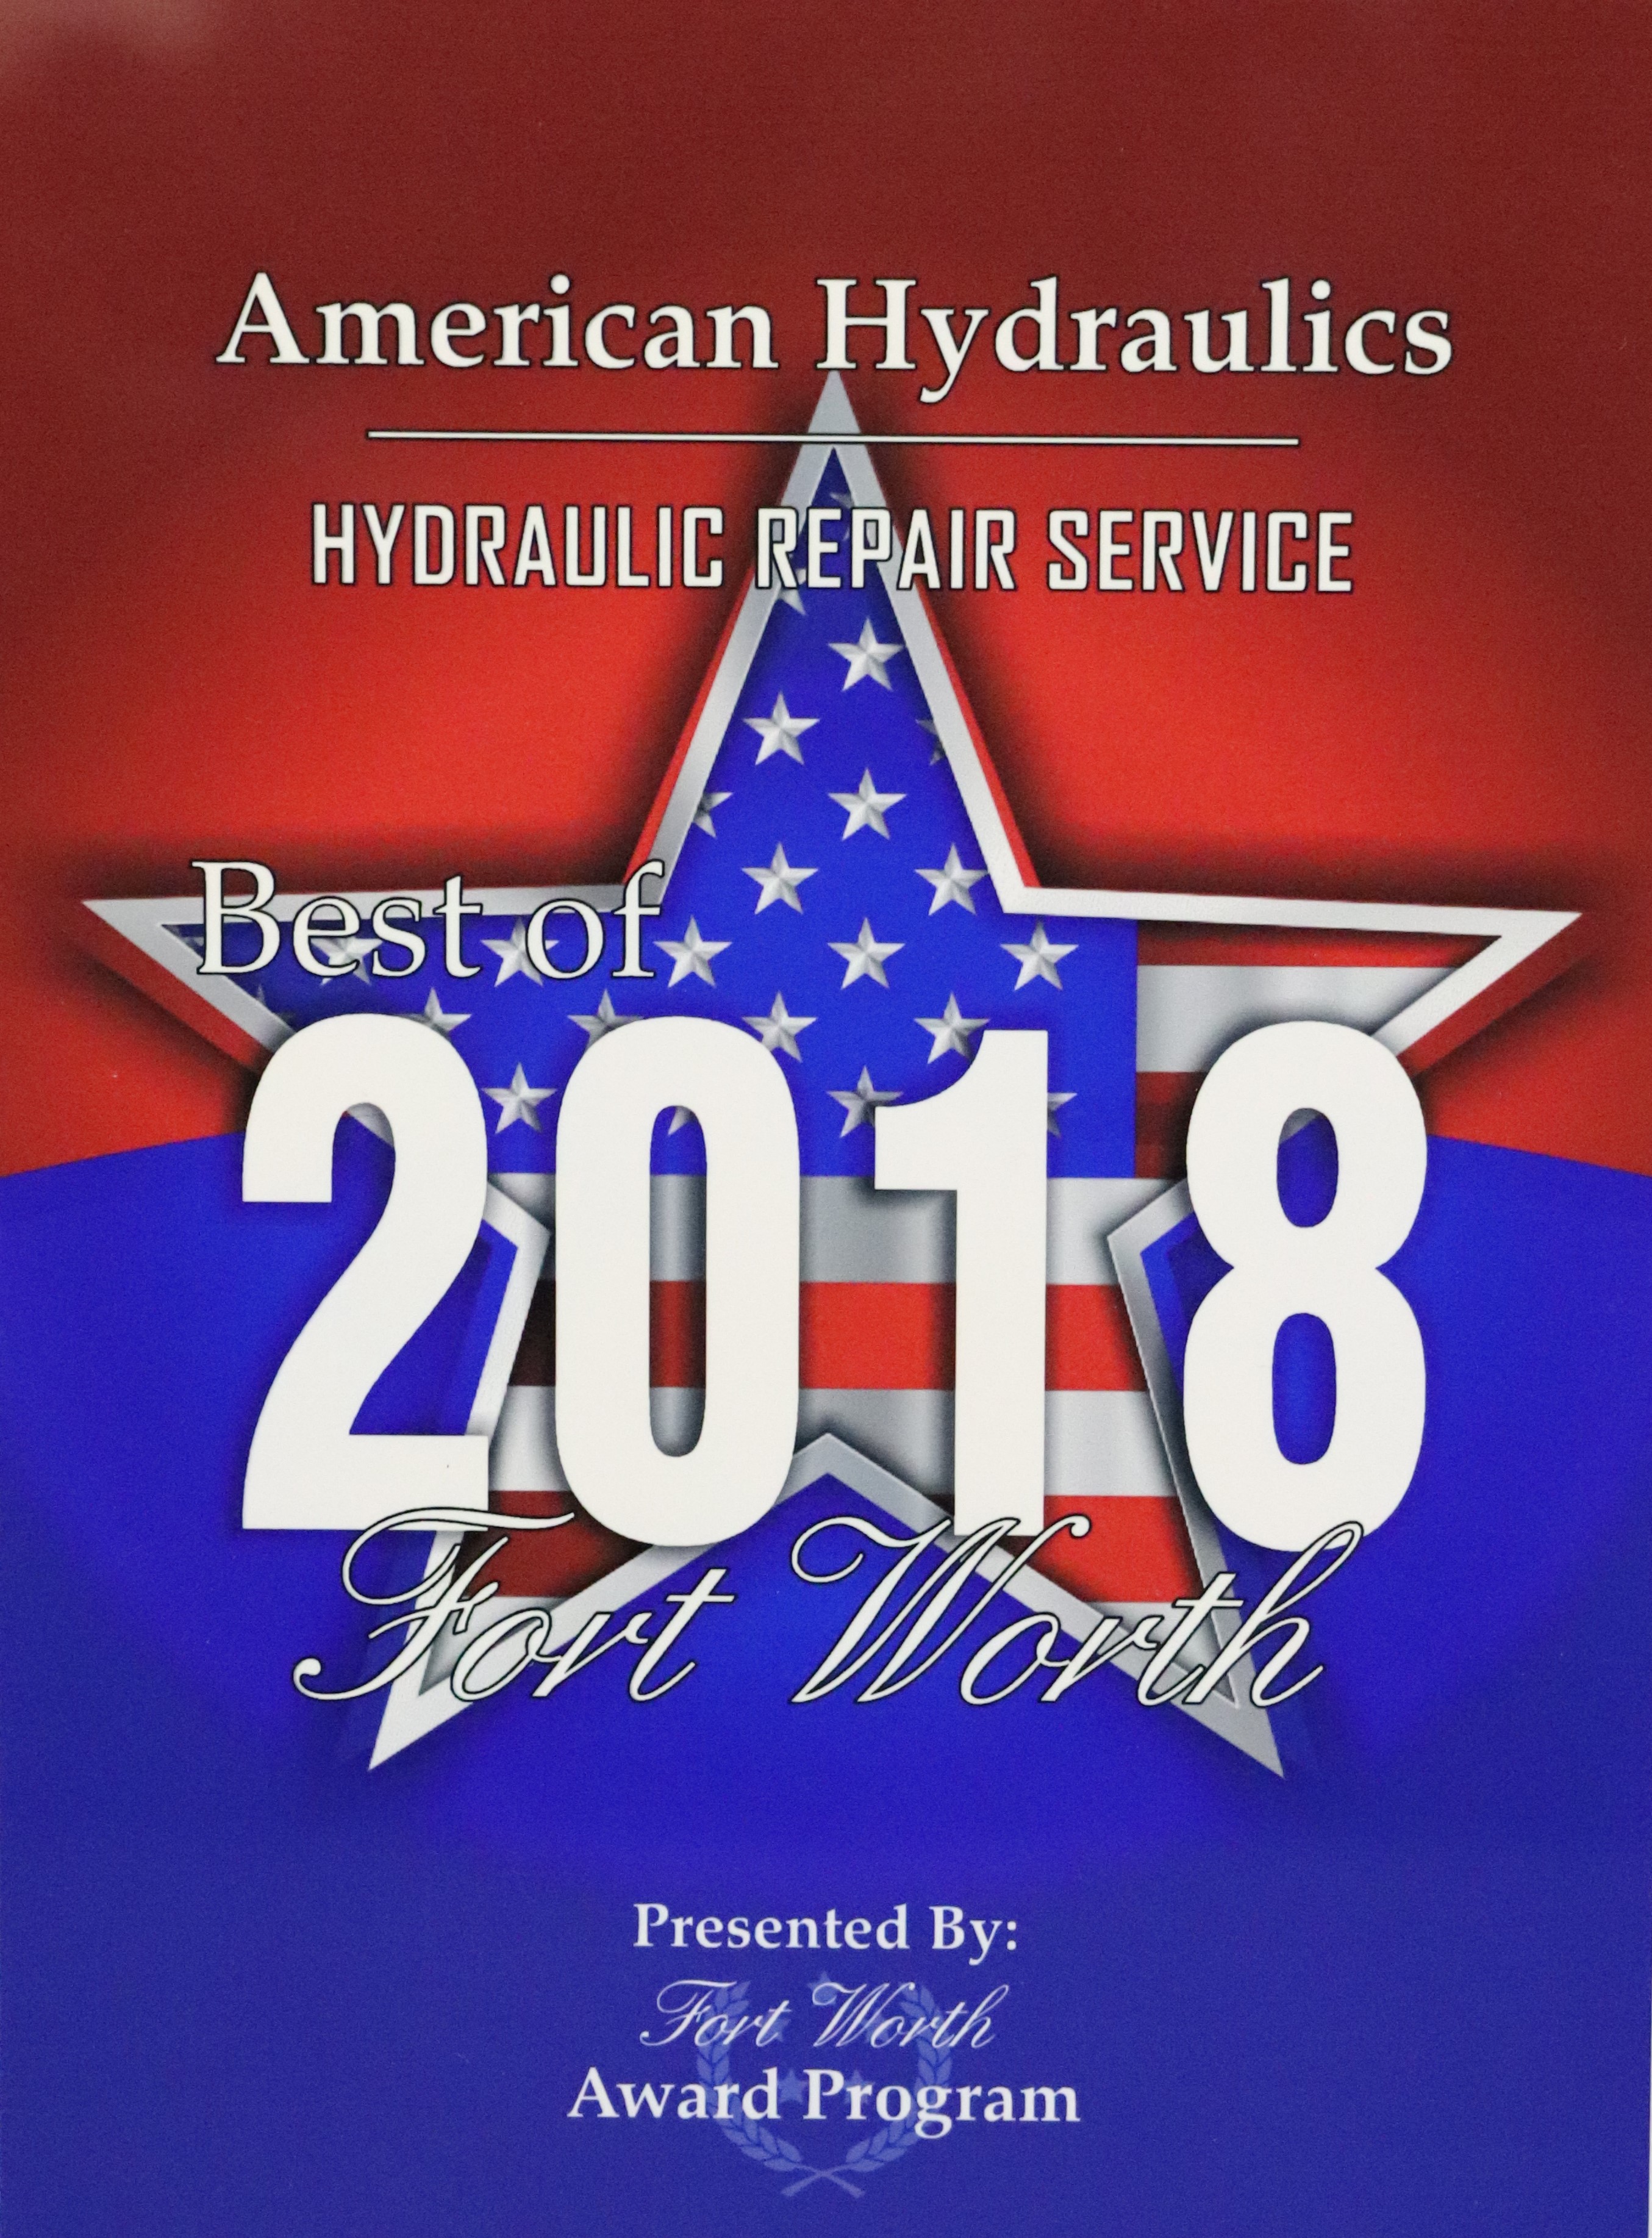 American Hydraulics
HYDRAULIC REPAIR SERVICE
Best of
2018
Fort Worth
Presented By:
Fort Worth
Award Program